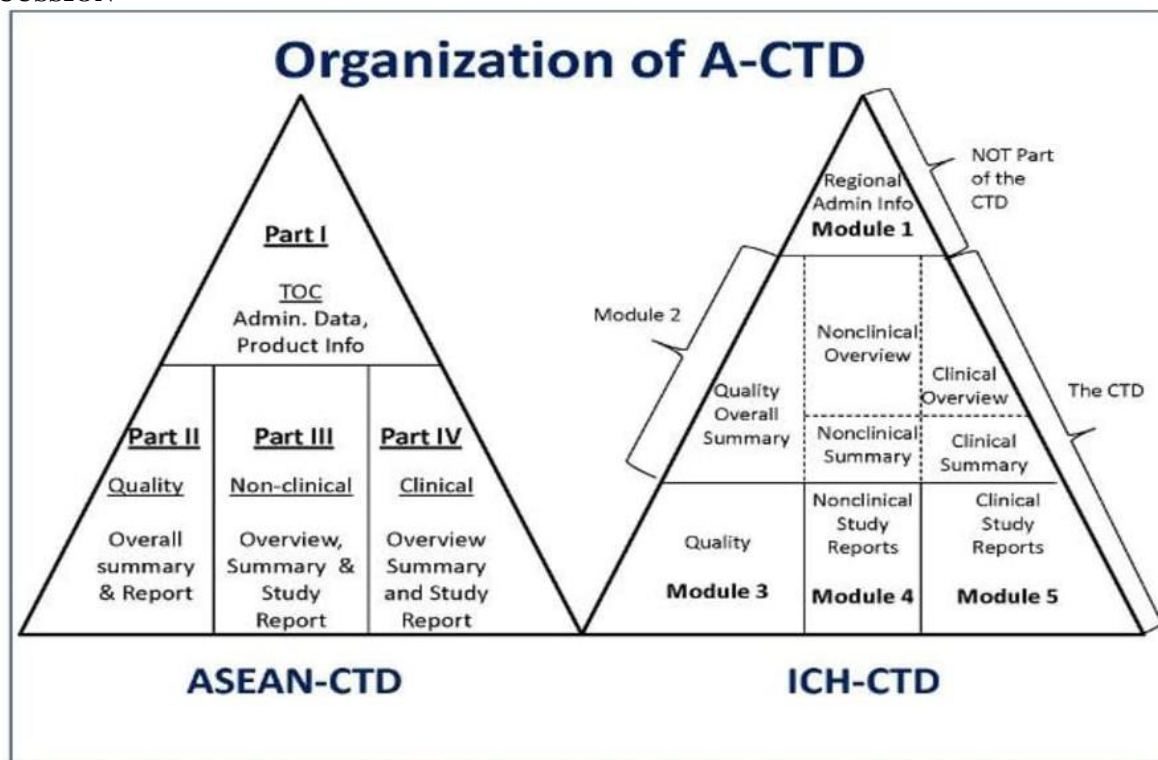 Organization of A-CTD
Part I
TOC
Admin. Data,
Product Info
Part II
Quality
Overall
summary
& Report
Part III
Non-clinical
Overview,
Summary &
Study
Report
Part IV
Clinical
Overview
Summary
and Study
Report
ASEAN-CTD
Regional
Admin Info
Module 1
NOT Part
of the
CTD
Module 2
Quality
Overall
Summary
Nonclinical
Overview
Nonclinical
Summary
Clinical
Overview
Clinical
Summary
The CTD
Quality
Module 3
Nonclinical
Study
Reports
Module 4
Clinical
Study
Reports
Module 5
ICH-CTD